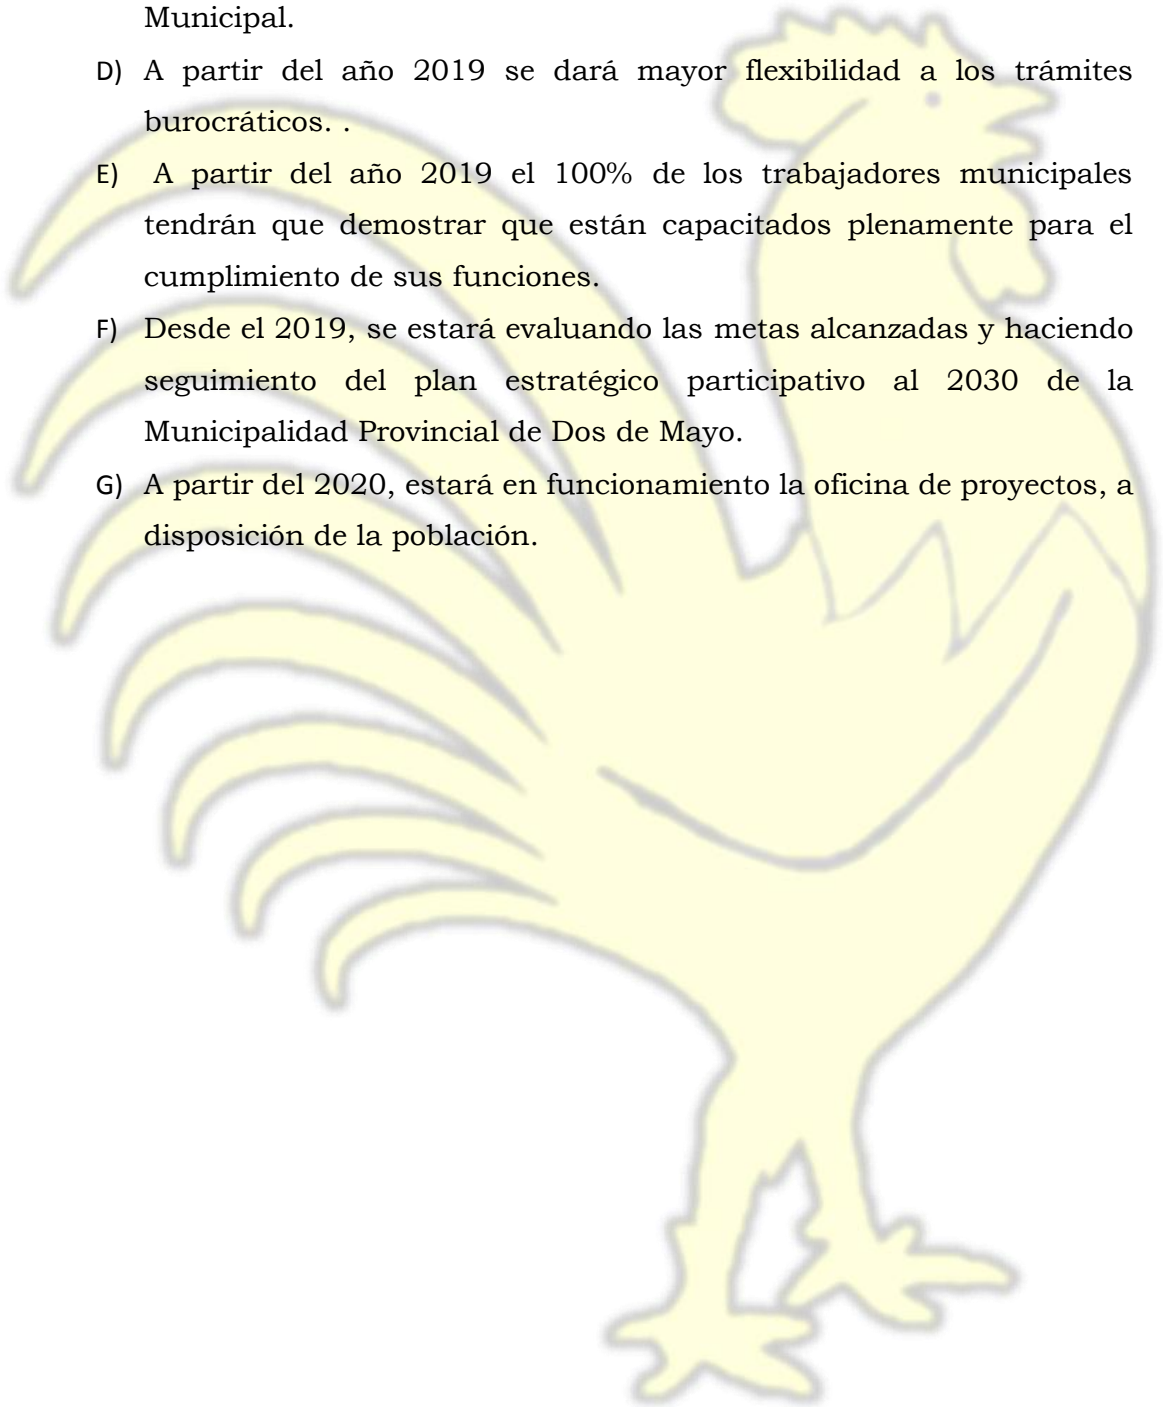 Municipal.
D) A partir del año 2019 se dará mayor flexibilidad a los trámites
burocráticos. .
E) A partir del año 2019 el 100% de los trabajadores municipales
tendrán que demostrar que están capacitados plenamente para el
cumplimiento de sus funciones.
F) Desde el 2019, se estará evaluando las metas alcanzadas y haciendo
seguimiento del plan estratégico participativo al 2030 de la
Municipalidad Provincial de Dos de Mayo.
G) A partir del 2020, estará en funcionamiento la oficina de proyectos, a
disposición de la población.